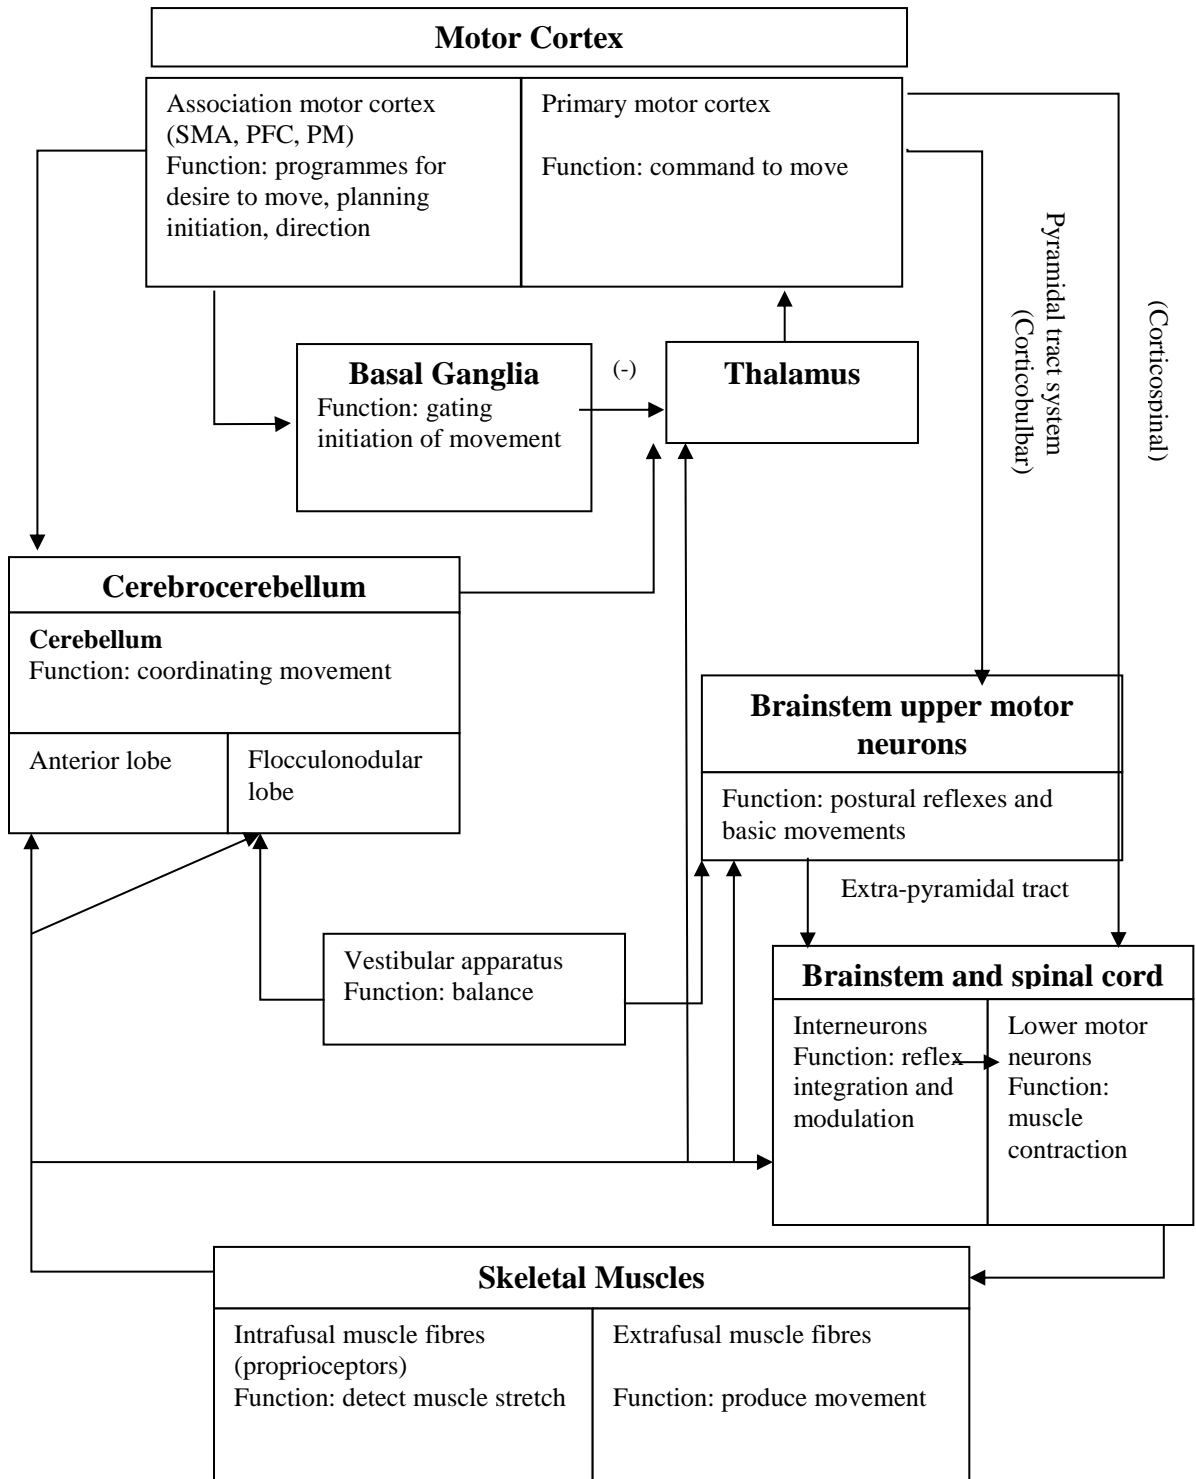 Motor Cortex
Association motor cortex
(SMA, PFC, PM)
Function: programmes for
desire to move, planning
initiation, direction
Primary motor cortex
Function: command to move
Pyramidal tract system
(Corticobulbar)
(Corticospinal)
Basal Ganglia
Function: gating
initiation of movement
(-)
Thalamus
Cerebrocerebellum
Cerebellum
Function: coordinating movement
Anterior lobe
Flocculonodular
lobe
Brainstem upper motor
neurons
Function: postural reflexes and
basic movements
Extra-pyramidal tract
Vestibular apparatus
Function: balance
Brainstem and spinal cord
Interneurons
Function: reflex
integration and
modulation
Lower motor
neurons
Function:
muscle
contraction
Skeletal Muscles
Intrafusal muscle fibres
(proprioceptors)
Function: detect muscle stretch
Extrafusal muscle fibres
Function: produce movement